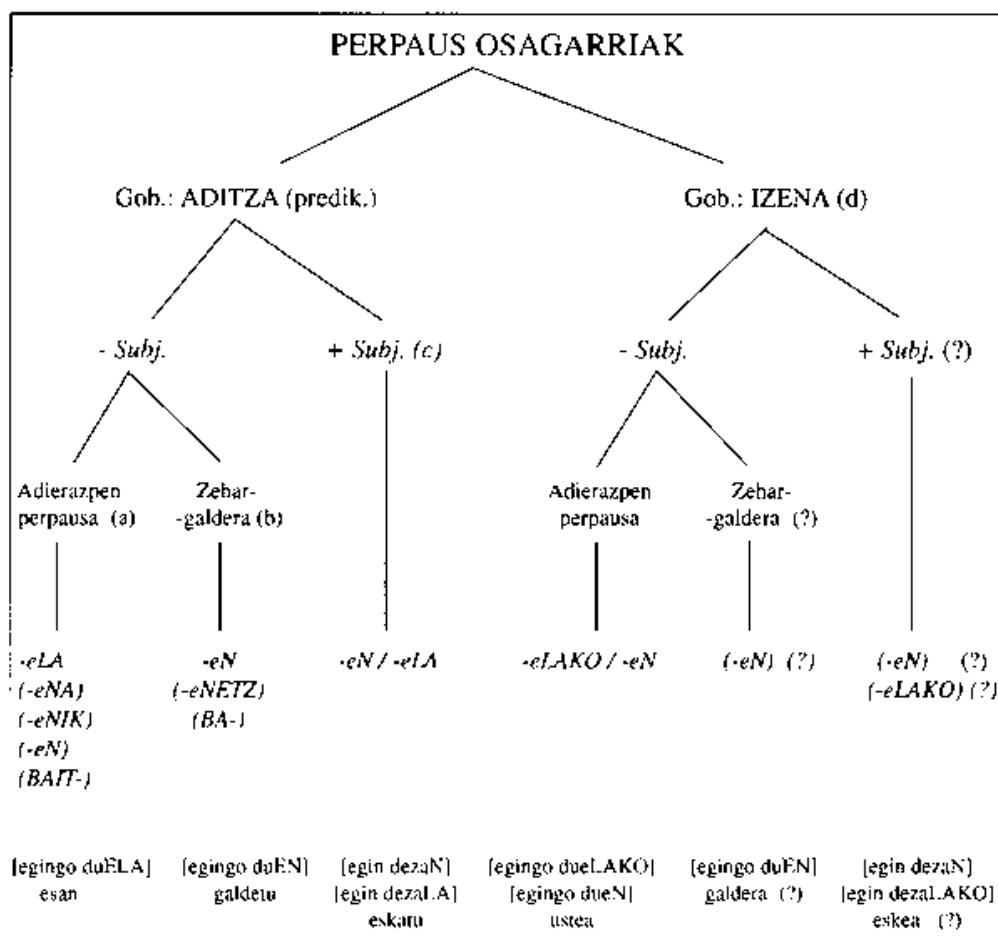 PERPAUS OSAGARRIAK
Gob.: ADITZA (predik.) Gob.: IZENA (d)
- Subj. + Subj. (c) - Subj. + Subj. (?)
Adierazpen Zebar- Adierazpen Zebar-
perpausa (a) -galdera (b) perpausa -galdera (?)
-eLA -eN -eN / -eLA -eLAKO / -eN (-eN) (?) (-eN) (?)
(-eNA) (-eNETZ) (-eLAKO) (?)
(-eNIK) (BA-)
(-eN)
(BAIT-)
[egingo duELA] [egingo duEN] [egin dezaN] [egingo dueLAKO] [egingo duEN] [egin dezaN]
esan galdetu [egin dezaLA] [egingo dueN] galdera (?) [egin dezaLAKO]
eskatu ustea eskea (?)